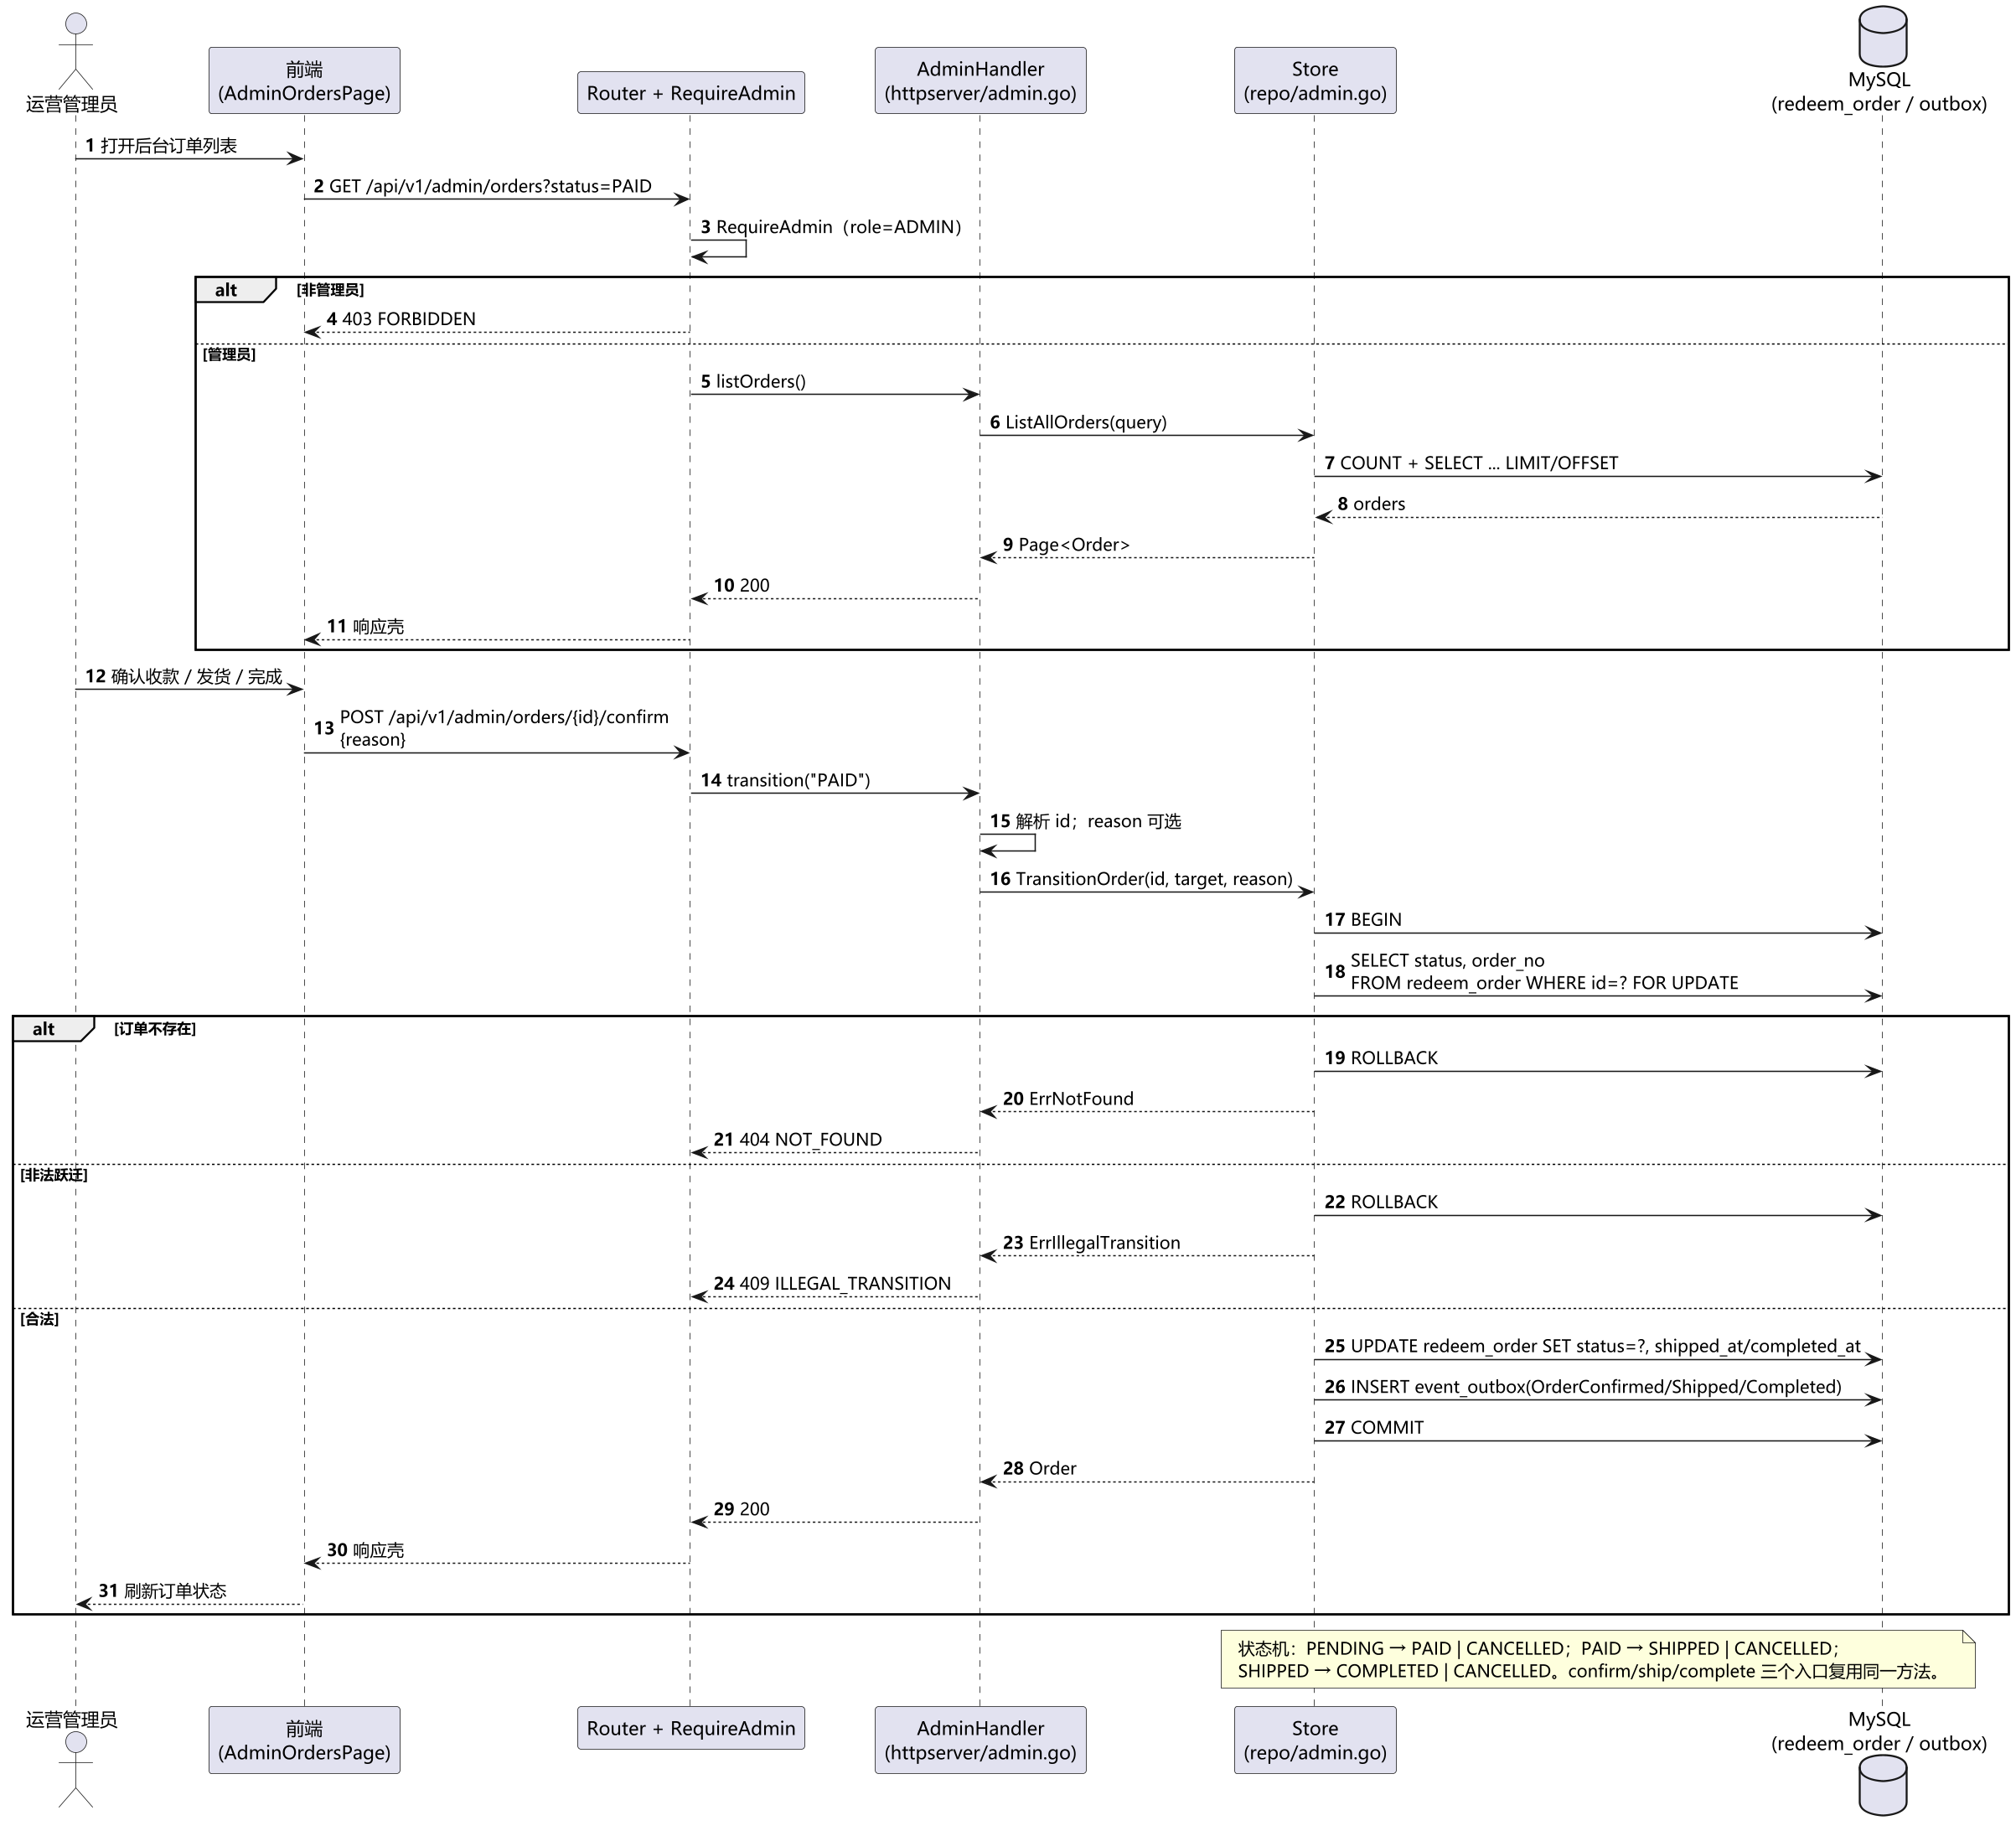 运营管理员
前端
(AdminOrdersPage)
Router + RequireAdmin
AdminHandler
(httpserver/admin.go)
Store
(repo/admin.go)
MySQL
(redeem_order / outbox)
1 打开后台订单列表
2 GET /api/v1/admin/orders?status=PAID
3 RequireAdmin（role=ADMIN）
alt [非管理员]
4 403 FORBIDDEN
[管理员]
5 listOrders()
6 ListAllOrders(query)
7 COUNT + SELECT ... LIMIT/OFFSET
8 orders
9 Page<Order>
10 200
11 响应壳
12 确认收款 / 发货 / 完成
13 POST /api/v1/admin/orders/{id}/confirm
{reason}
14 transition("PAID")
15 解析 id；reason 可选
16 TransitionOrder(id, target, reason)
17 BEGIN
18 SELECT status, order_no
FROM redeem_order WHERE id=? FOR UPDATE
alt [订单不存在]
19 ROLLBACK
20 ErrNotFound
21 404 NOT_FOUND
[非法跃迁]
22 ROLLBACK
23 ErrIllegalTransition
24 409 ILLEGAL_TRANSITION
[合法]
25 UPDATE redeem_order SET status=?, shipped_at/completed_at
26 INSERT event_outbox(OrderConfirmed/Shipped/Completed)
27 COMMIT
28 Order
29 200
30 响应壳
31 刷新订单状态
状态机：PENDING → PAID | CANCELLED；PAID → SHIPPED | CANCELLED；
SHIPPED → COMPLETED | CANCELLED。confirm/ship/complete 三个入口复用同一方法。
运营管理员
前端
(AdminOrdersPage)
Router + RequireAdmin
AdminHandler
(httpserver/admin.go)
Store
(repo/admin.go)
MySQL
(redeem_order / outbox)